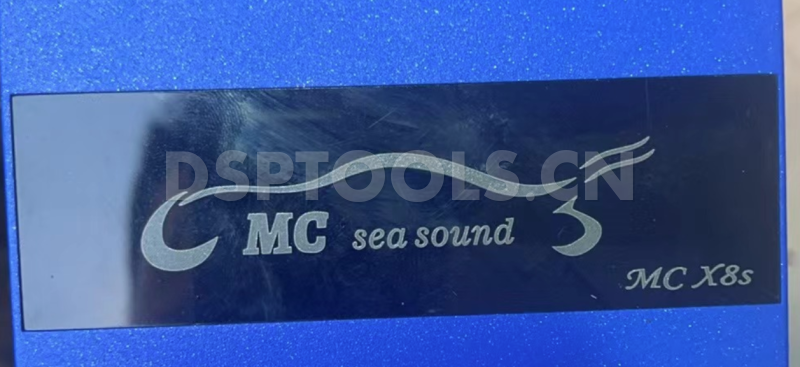 DSPTOOLS.CN
MC sea sound
MC X8s